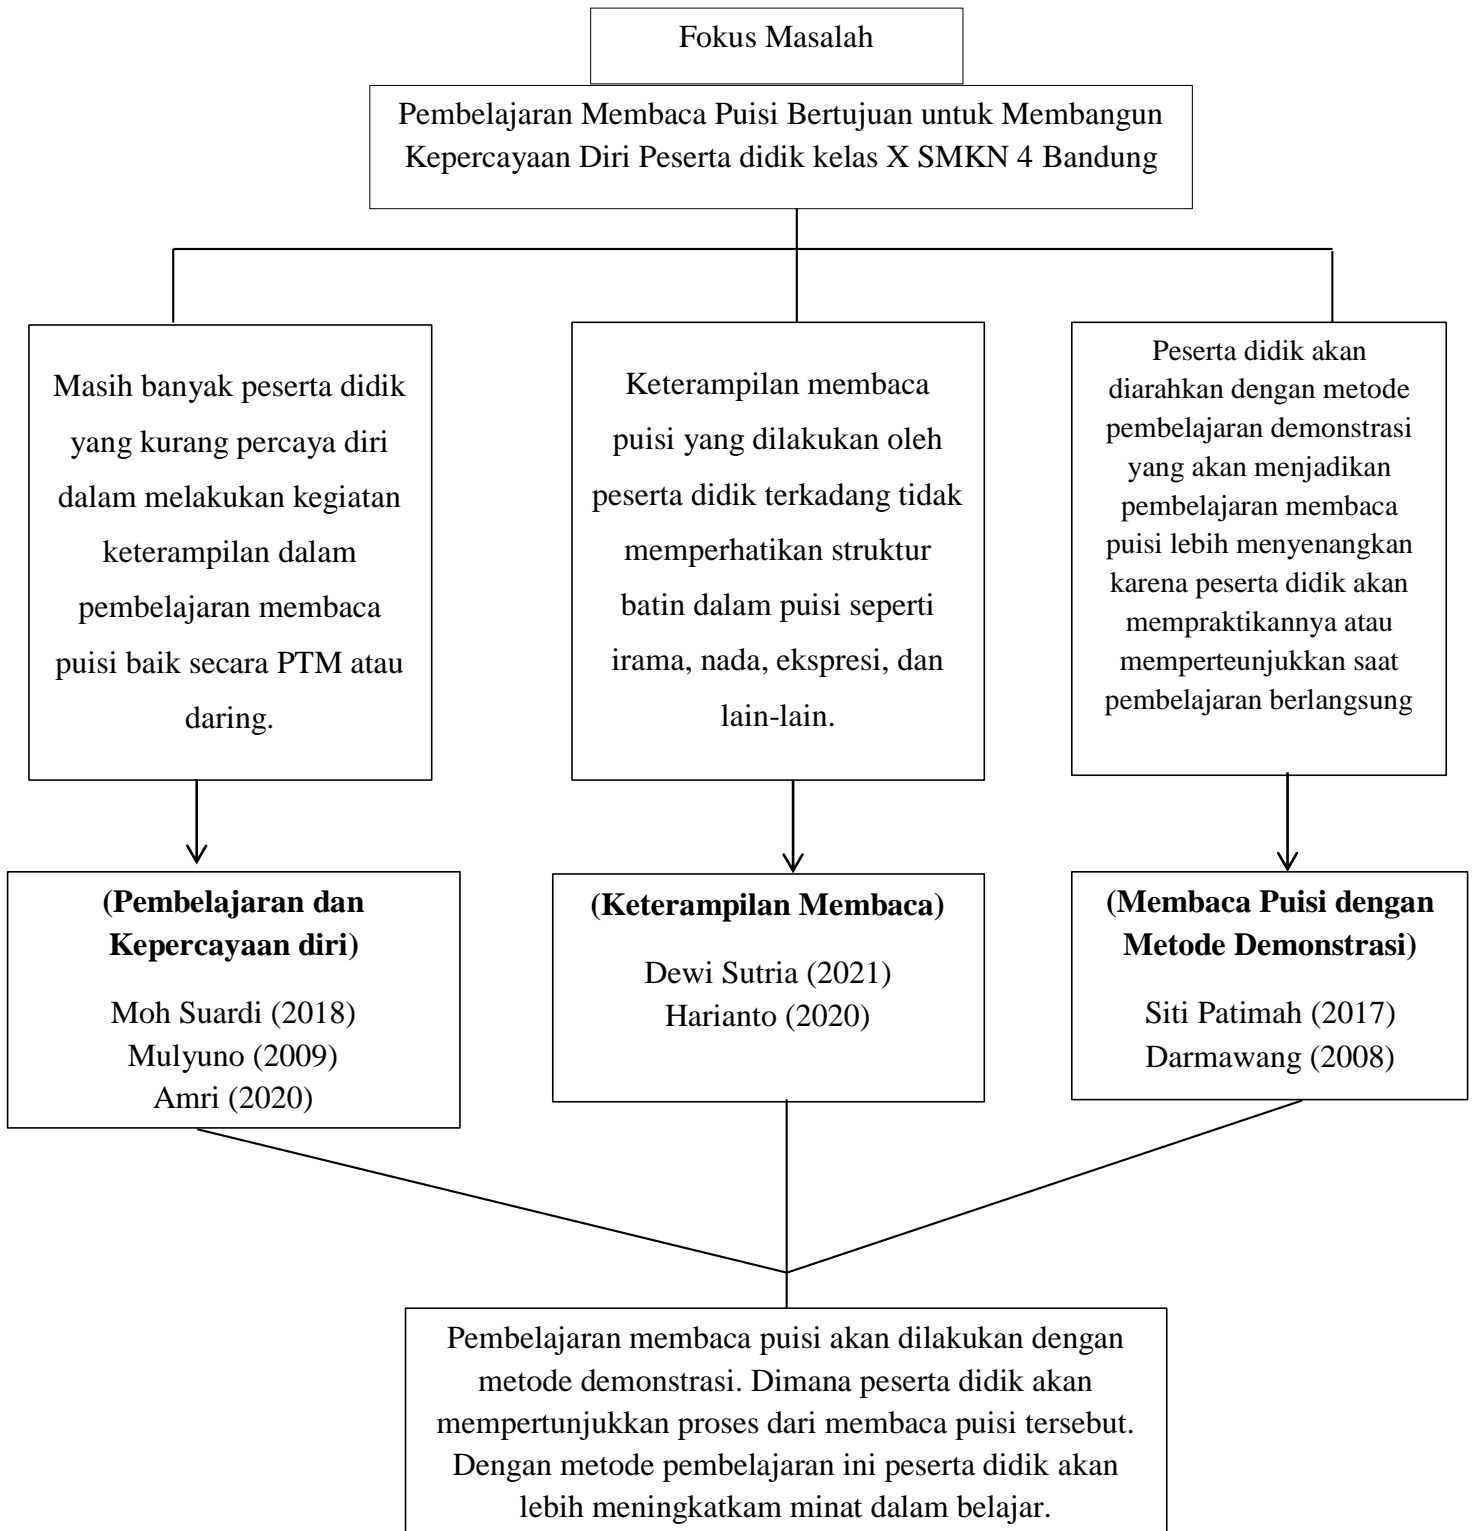 Fokus Masalah
Pembelajaran Membaca Puisi Bertujuan untuk Membangun
Kepercayaan Diri Peserta didik kelas X SMKN 4 Bandung
Masih banyak peserta didik
yang kurang percaya diri
dalam melakukan kegiatan
keterampilan dalam
pembelajaran membaca
puisi baik secara PTM atau
daring.
Keterampilan membaca
puisi yang dilakukan oleh
peserta didik terkadang tidak
memperhatikan struktur
batin dalam puisi seperti
irama, nada, ekspresi, dan
lain-lain.
Peserta didik akan
diarahkan dengan metode
pembelajaran demonstrasi
yang akan menjadikan
pembelajaran membaca
puisi lebih menyenangkan
karena peserta didik akan
mempraktikannya atau
memperteunjukkan saat
pembelajaran berlangsung
(Pembelajaran dan
Kepercayaan diri)
Moh Suardi (2018)
Mulyuno (2009)
Amri (2020)
(Keterampilan Membaca)
Dewi Sutria (2021)
Harianto (2020)
(Membaca Puisi dengan
Metode Demonstrasi)
Siti Patimah (2017)
Darmawang (2008)
Pembelajaran membaca puisi akan dilakukan dengan
metode demonstrasi. Dimana peserta didik akan
mempertunjukkan proses dari membaca puisi tersebut.
Dengan metode pembelajaran ini peserta didik akan
lebih meningkatkam minat dalam belajar.